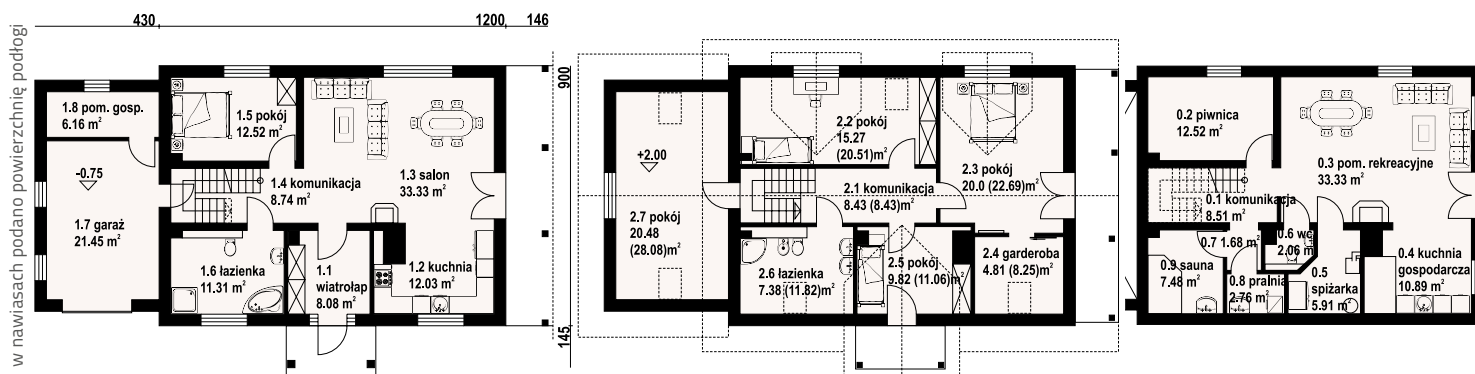 w nawiasach podano powierzchnię podłogi
430
1200
146
900
145
1.8 pom. gosp.
6.16 m²
-0.75
1.7 garaż
21.45 m²
1.5 pokój
12.52 m²
1.4 komunikacja
8.74 m²
1.3 salon
33.33 m²
1.6 łazienka
11.31 m²
1.1
wiatrołap
8.08 m²
1.2 kuchnia
12.03 m²
+2.00
2.7 pokój
20.48
(28.08)m²
2.2 pokój
15.27
(20.51)m²
2.3 pokój
20.0 (22.69)m²
2.1 komunikacja
8.43 (8.43)m²
2.6 łazienka
7.38 (11.82)m²
2.5 pokój
9.82 (11.06)m²
2.4 garderoba
4.81 (8.25)m²
0.2 piwnica
12.52 m²
0.3 pom. rekreacyjne
33.33 m²
0.1 komunikacja
8.51 m²
0.7 1.68 m²
0.6 wc
2.06 m²
0.9 sauna
7.48 m²
0.8 pralnia
2.76 m²
0.5
spiżarka
5.91 m²
0.4 kuchnia
gospodarcza
10.89 m²